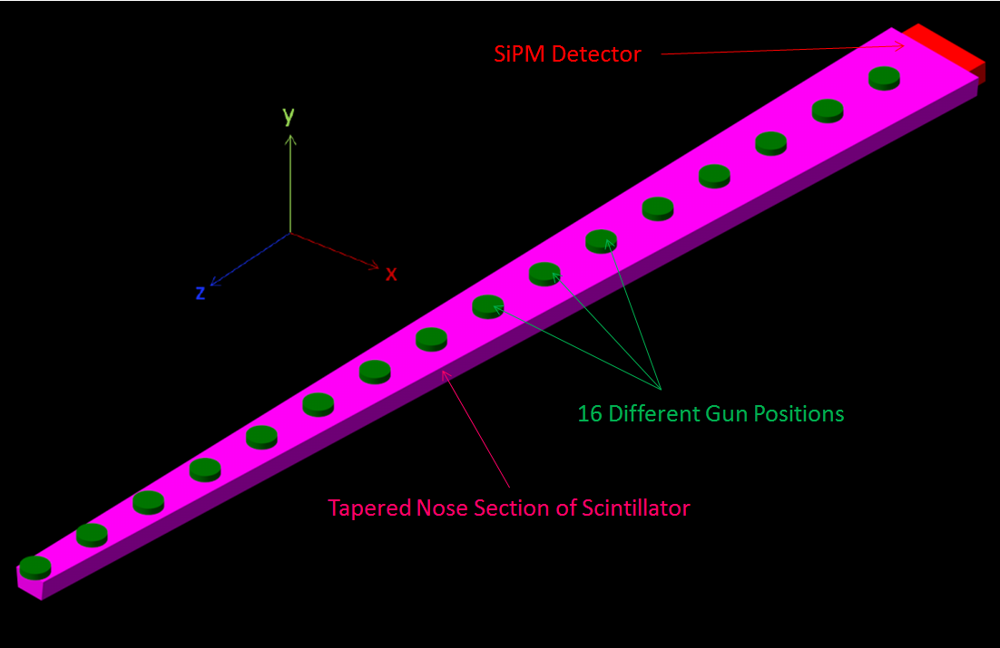 SiPM Detector
y
x
z
16 Different Gun Positions
Tapered Nose Section of Scintillator